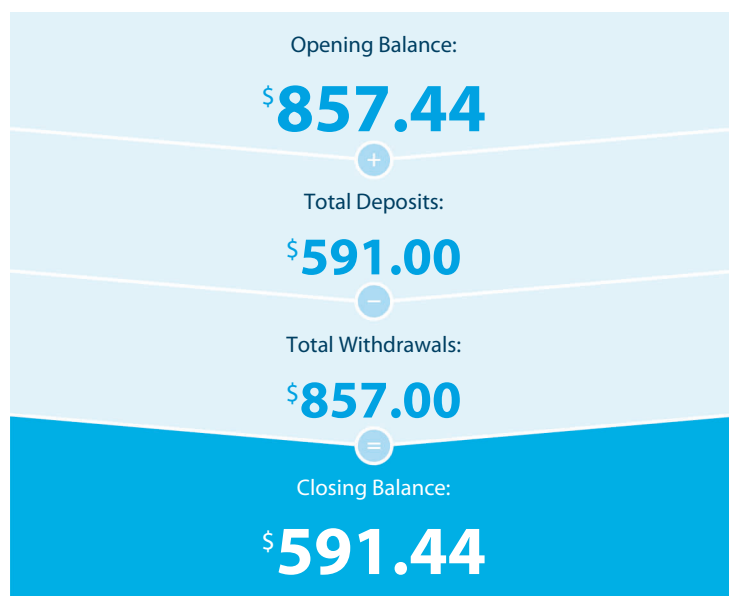 Opening Balance:
$857.44
+
Total Deposits:
$591.00
−
Total Withdrawals:
$857.00
=
Closing Balance:
$591.44